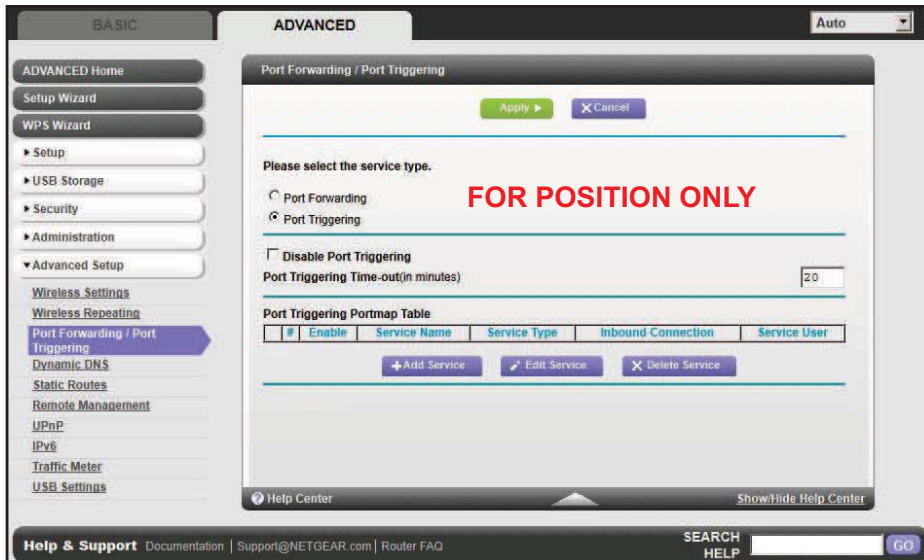 BASIC
ADVANCED
Auto
ADVANCED Home
Setup Wizard
WPS Wizard
Setup
USB Storage
Security
Administration
Advanced Setup
Wireless Settings
Wireless Repeating
Port Forwarding / Port
Triggering
Dynamic DNS
Static Routes
Remote Management
UPnP
IPv6
Traffic Meter
USB Settings
Port Forwarding / Port Triggering
Apply
Cancel
Please select the service type.
Port Forwarding
Port Triggering
FOR POSITION ONLY
Disable Port Triggering
Port Triggering Time-out(in minutes)
20
Port Triggering Portmap Table
# Enable Service Name Service Type Inbound Connection Service User
+Add Service
Edit Service
Delete Service
Help Center
Show/Hide Help Center
Help & Support Documentation | Support@NETGEAR.com | Router FAQ
SEARCH
HELP
GO